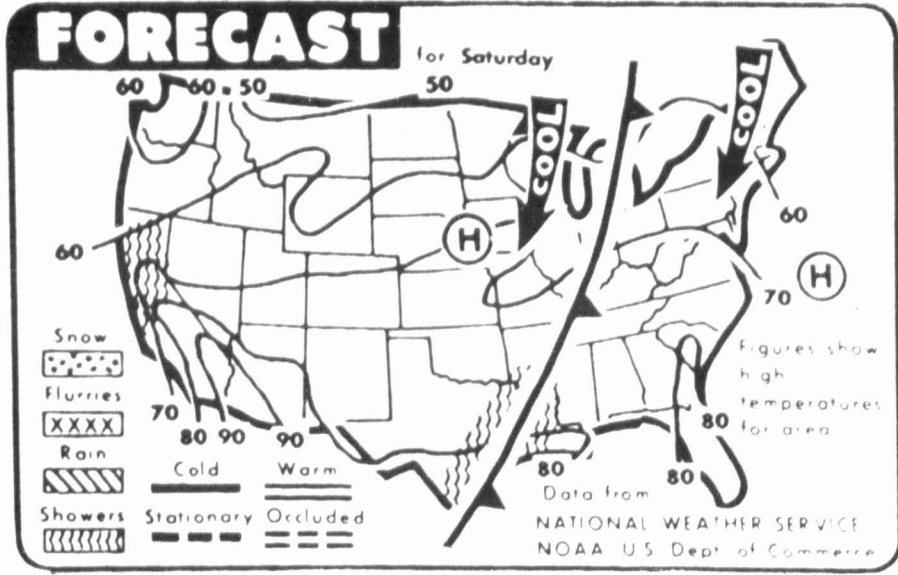 FORECAST
for Saturday
60 60 50 50
COOL
COOL
60
60
H
H
70
Snow
Flurries
Rain
Showers
Cold
Warm
Stationary
Occluded
70
80 90 90
80
80
80
Figures show
high
temperatures
for area
Data from
NATIONAL WEATHER SERVICE
NOAA U S Dept of Commerce